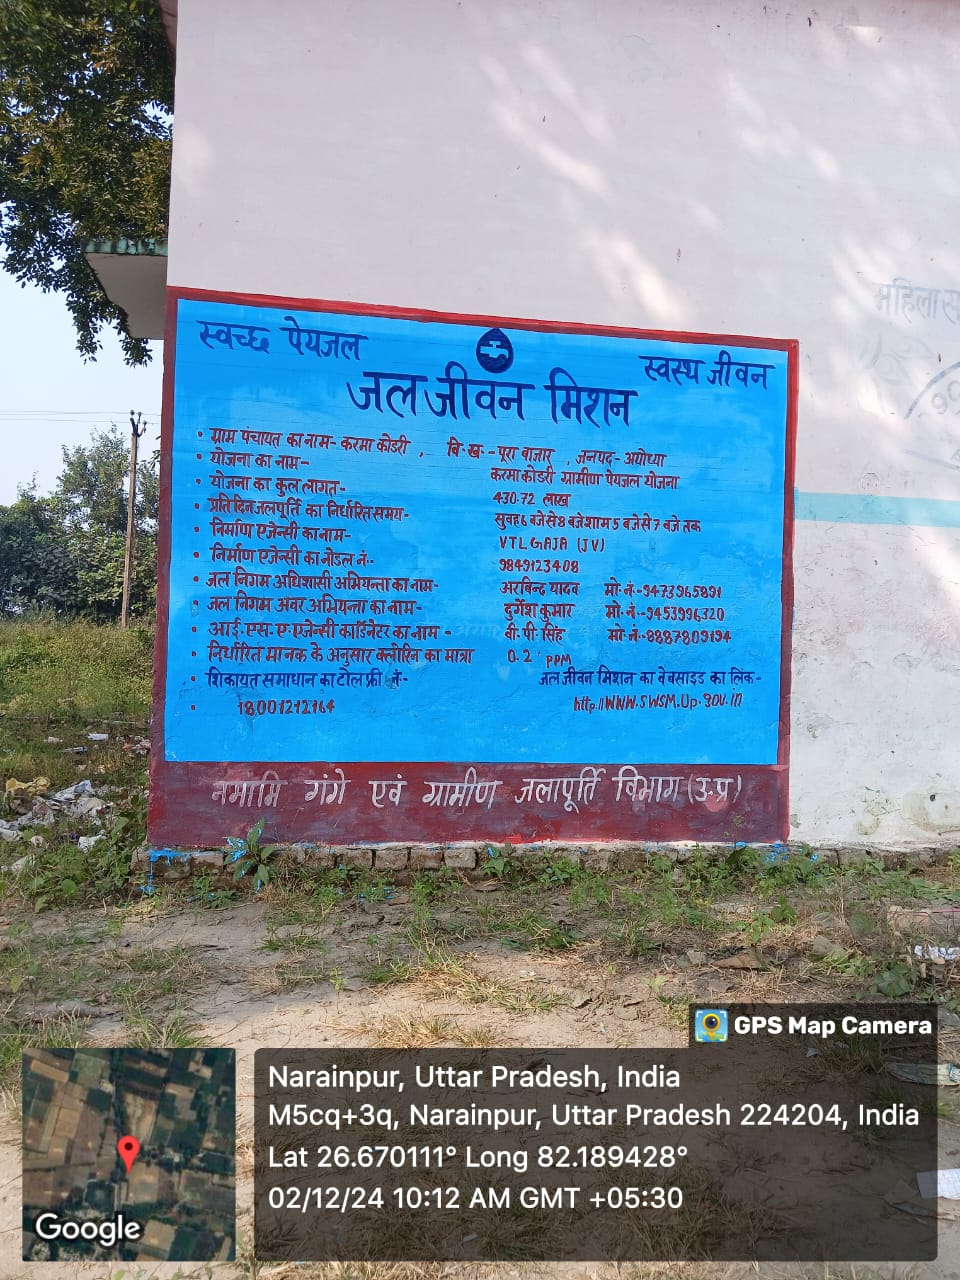 स्वच्छ पेयजल
स्वस्थ जीवन
जल जीवन मिशन
• ग्राम पंचायत का नाम- करमा कोडरी , वि.ख.- पूरा बाजार , जनपद- अयोध्या
• योजना का नाम- करमा कोडरी ग्रामीण पेयजल योजना
• योजना का कुल लागत- 430.72 लाख
• प्रतिदिन जलपूर्ति का निर्धारित समय- सुवह 6 बजे से 8 बजे शाम 5 बजे से 7 बजे तक
• निर्माण एजेन्सी का नाम- VTL GAJA (JV)
• निर्माण एजेन्सी का नोडल नं.- 9849123408
• जल निगम अधिशासी अभियन्ता का नाम- अरबिन्द यादव मो.नं.-9473965891
• जल निगम अवर अभियन्ता का नाम- दुर्गेश कुमार मो.नं.-9453996320
• आई.एस.ए.एजेन्सी कार्डिनेटर का नाम - वी.पी.सिंह मो.नं.-8887809194
• निर्धारित मानक के अनुसार क्लोरिन का मात्रा 0.2 PPM
• शिकायत समाधान का टोल फ्री नं.- जल जीवन मिशन का वेबसाइड का लिंक-
• 18001212164 http://WWW.SWSM.Up.gov.in
नमामि गंगे एवं ग्रामीण जलापूर्ति विभाग (उ.प्र)
महिला
GPS Map Camera
Narainpur, Uttar Pradesh, India
M5cq+3q, Narainpur, Uttar Pradesh 224204, India
Lat 26.670111° Long 82.189428°
02/12/24 10:12 AM GMT +05:30
Google